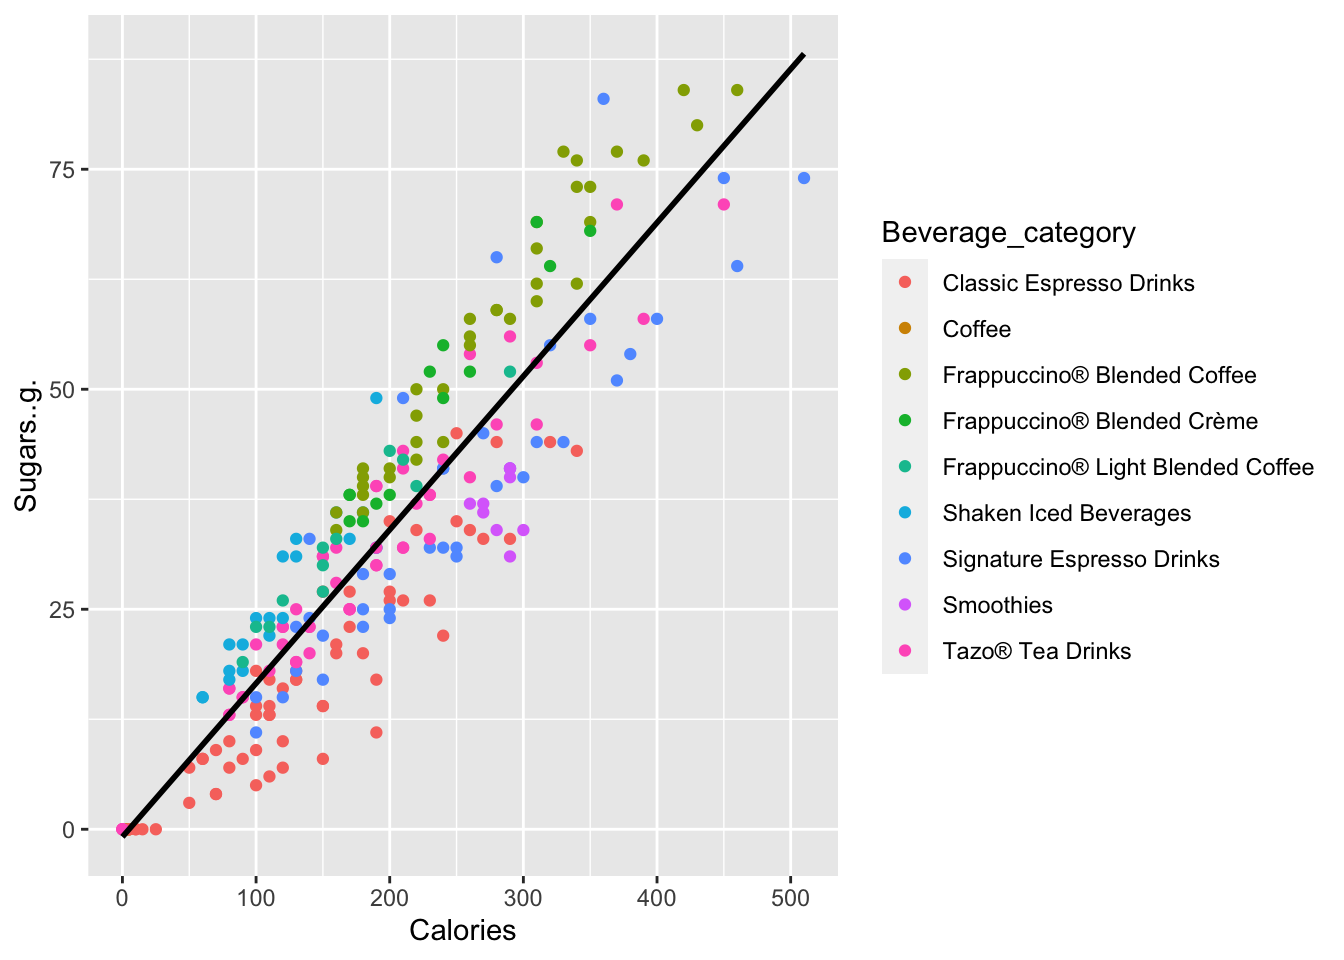 75
50
25
0
Sugars..g.
0 100 200 300 400 500
Calories
Beverage_category
Classic Espresso Drinks
Coffee
Frappuccino® Blended Coffee
Frappuccino® Blended Crème
Frappuccino® Light Blended Coffee
Shaken Iced Beverages
Signature Espresso Drinks
Smoothies
Tazo® Tea Drinks